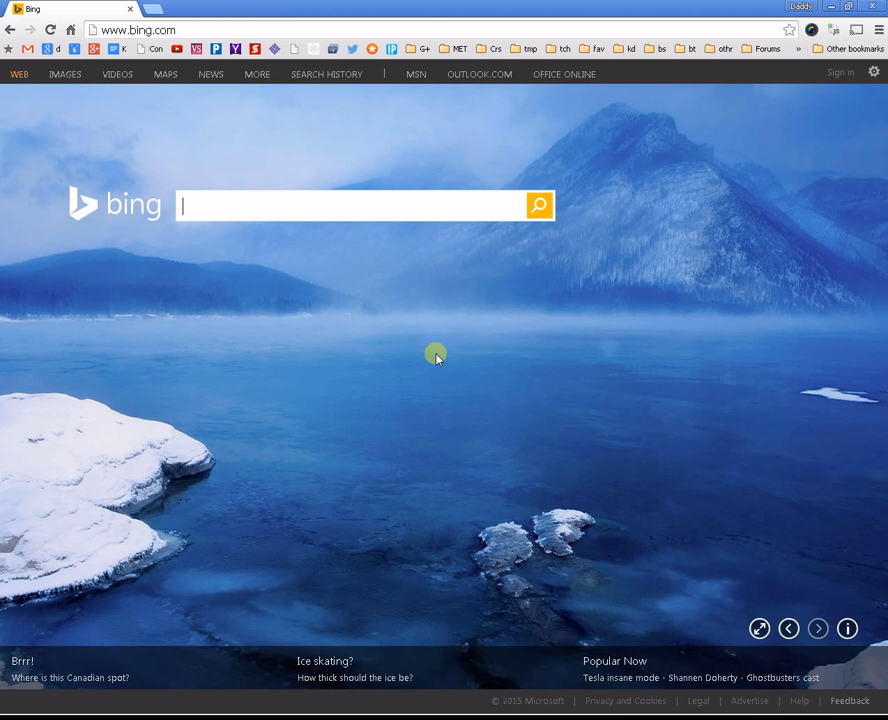 Bing
Daddy
www.bing.com
d
6
K
Con
G+
MET
Crs
tmp
tch
fav
kd
bs
bt
othr
Forums
»
Other bookmarks
WEB
IMAGES
VIDEOS
MAPS
NEWS
MORE
SEARCH HISTORY
|
MSN
OUTLOOK.COM
OFFICE ONLINE
Sign in
bing
Brrr!
Where is this Canadian spot?
Ice skating?
How thick should the ice be?
Popular Now
Tesla insane mode · Shannen Doherty · Ghostbusters cast
© 2015 Microsoft | Privacy and Cookies | Legal | Advertise | Help | Feedback